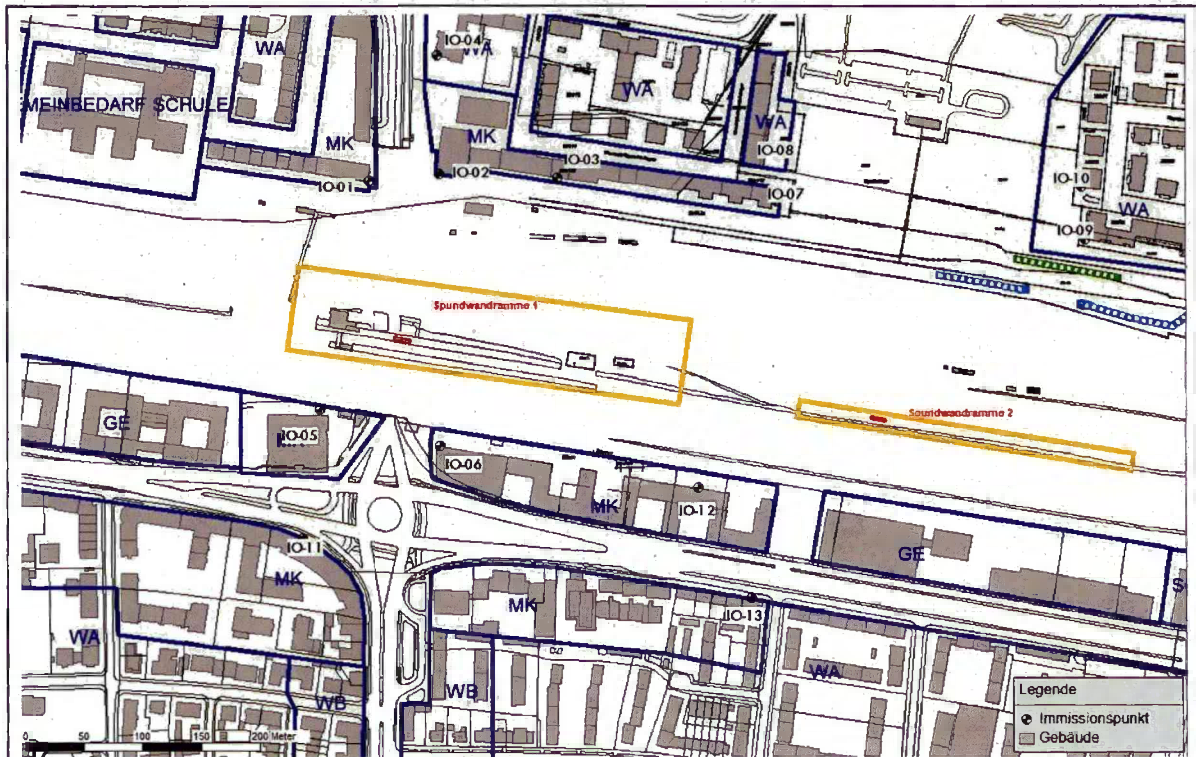 WA
IO-04
WA
WA
MEINBEDARF SCHULE
MK
MK
WA
IO-08
IO-03
IO-01
IO-02
IO-07
IO-10
WA
IO-09
Spundwandramme 1
Spundwandramme 2
GE
IO-05
IO-06
MK
IO-12
GE
IO-11
MK
MK
IO-13
WA
WA
WB
WB
S
0 50 100 150 200 Meter
Legende
Immissionspunkt
Gebäude